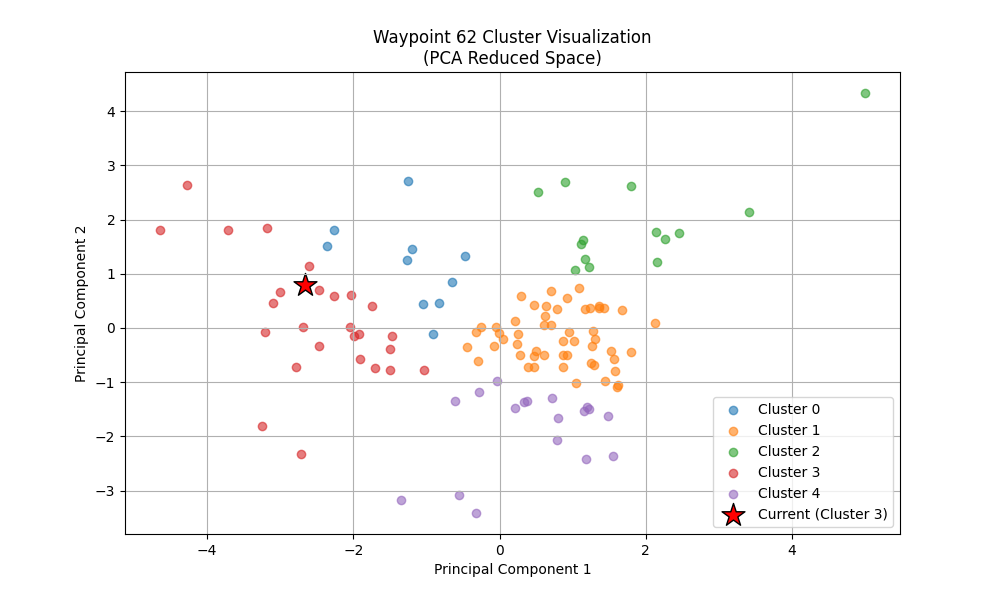 Waypoint 62 Cluster Visualization
(PCA Reduced Space)
Principal Component 2
4
3
2
1
0
−1
−2
−3
−4
−2
0
2
4
Principal Component 1
Cluster 0
Cluster 1
Cluster 2
Cluster 3
Cluster 4
Current (Cluster 3)